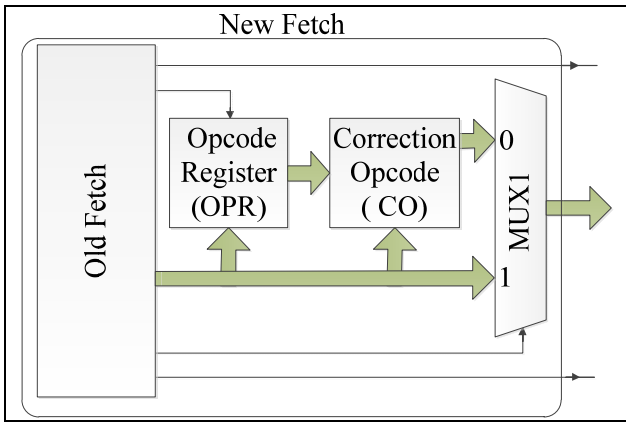 New Fetch
Old Fetch
Opcode
Register
(OPR)
Correction
Opcode
( CO)
0
1
MUX1